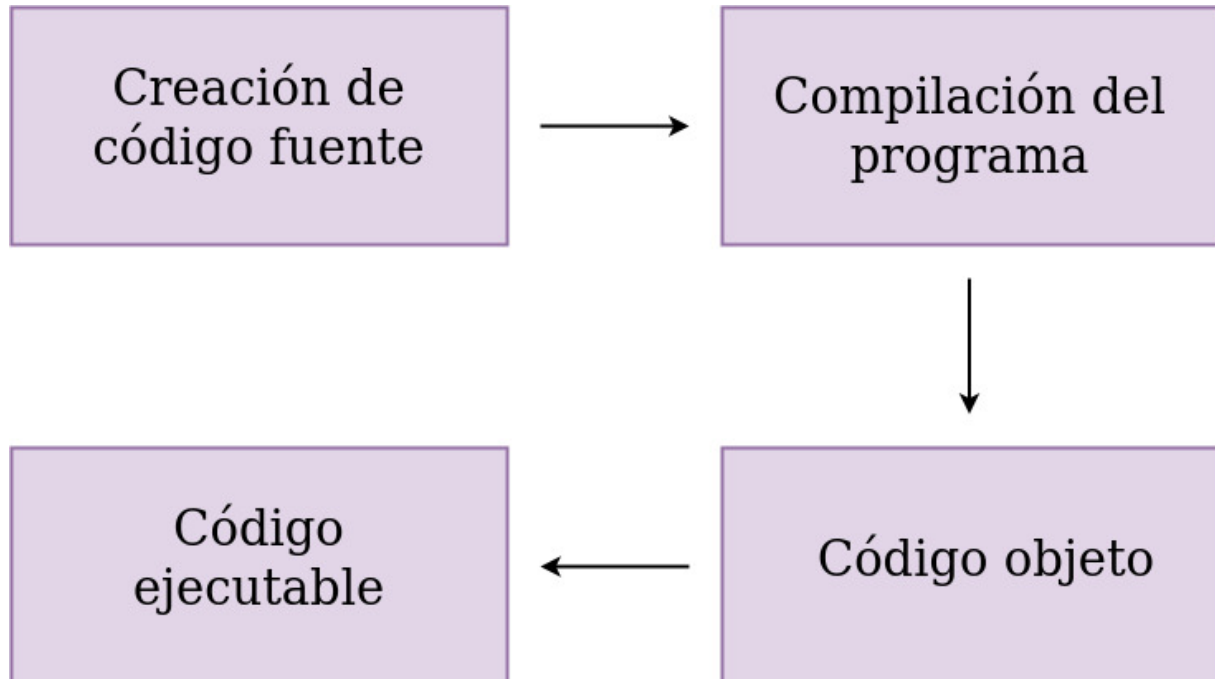 Creación de
código fuente
Compilación del
programa
Código
ejecutable
Código objeto